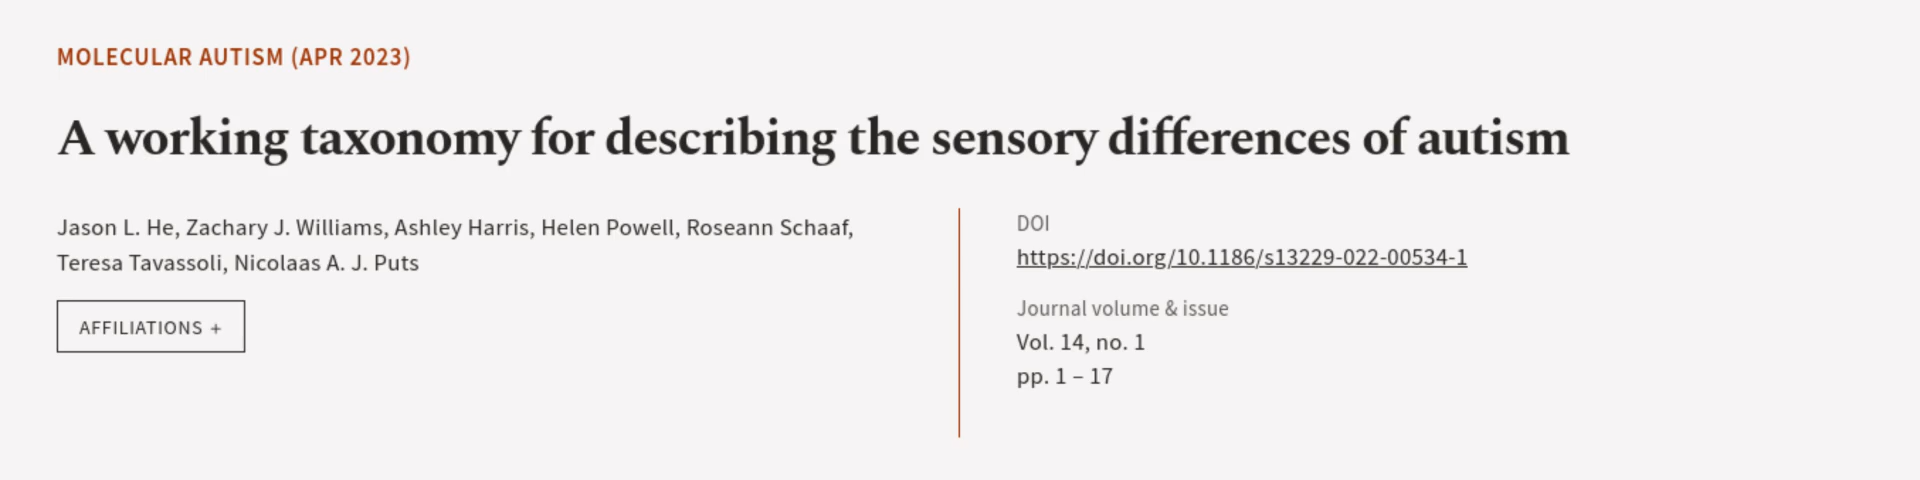 MOLECULAR AUTISM (APR 2023)
A working taxonomy for describing the sensory differences of autism
Jason L. He, Zachary J. Williams, Ashley Harris, Helen Powell, Roseann Schaaf,
Teresa Tavassoli, Nicolaas A. J. Puts
AFFILIATIONS +
DOI
https://doi.org/10.1186/s13229-022-00534-1
Journal volume & issue
Vol. 14, no. 1
pp. 1 – 17